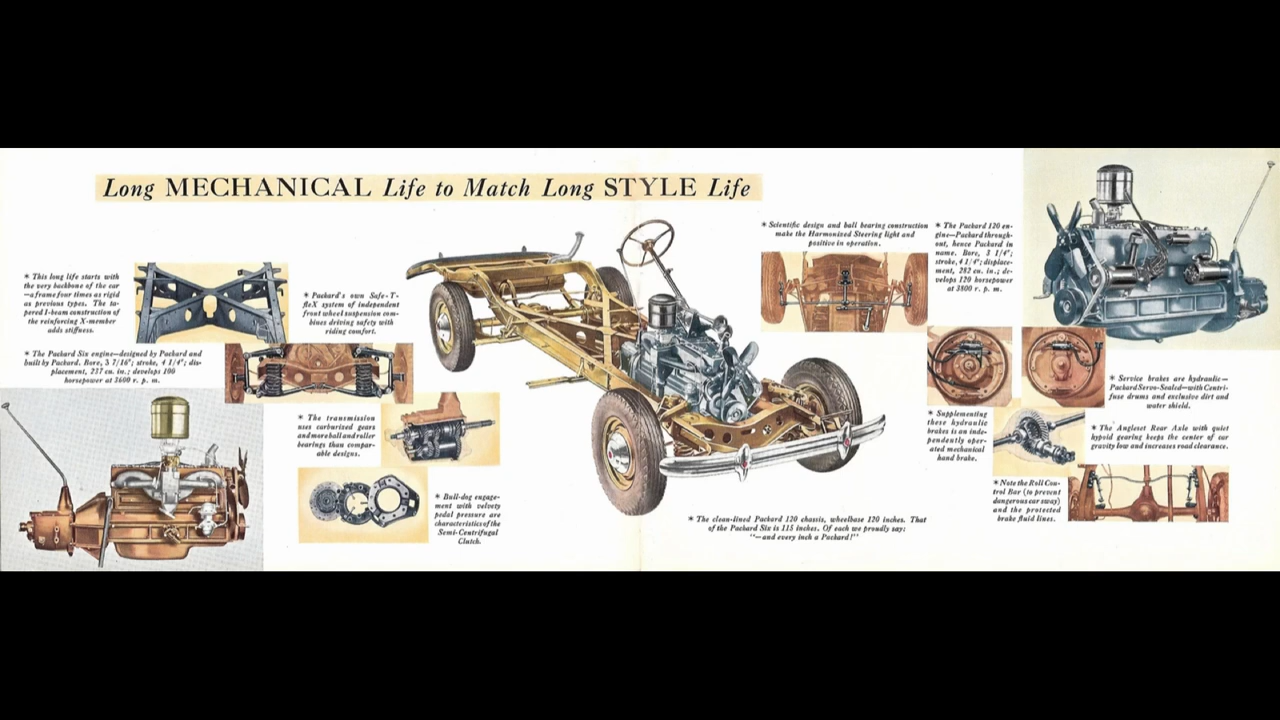 Long MECHANICAL Life to Match Long STYLE Life
* This long life starts with
the very backbone of the car
—a frame four times as rigid
as previous types. The ta-
pered I-beam construction of
the reinforcing X-member
adds stiffness.
* Packard's own Safe-T-
fleX system of independent
front wheel suspension com-
bines driving safety with
riding comfort.
* The Packard Six engine—designed by Packard and
built by Packard. Bore, 3 7/16"; stroke, 4 1/4"; dis-
placement, 237 cu. in.; develops 100
horsepower at 3600 r. p. m.
* The transmission
uses carburized gears
and more ball and roller
bearings than compar-
able designs.
* Bull-dog engage-
ment with velvety
pedal pressure are
characteristics of the
Semi-Centrifugal
Clutch.
* Scientific design and ball bearing construction
make the Harmonized Steering light and
positive in operation.
* The Packard 120 en-
gine—Packard through-
out, hence Packard in
name. Bore, 3 1/4";
stroke, 4 1/4"; displace-
ment, 282 cu. in.; de-
velops 120 horsepower
at 3800 r. p. m.
* Service brakes are hydraulic—
Packard Servo-Sealed—with Centri-
fuse drums and exclusive dirt and
water shield.
* Supplementing
these hydraulic
brakes is an inde-
pendently oper-
ated mechanical
hand brake.
* The Angleset Rear Axle with quiet
hypoid gearing keeps the center of car
gravity low and increases road clearance.
* Note the Roll Con-
trol Bar (to prevent
dangerous car sway)
and the protected
brake fluid lines.
* The clean-lined Packard 120 chassis, wheelbase 120 inches. That
of the Packard Six is 115 inches. Of each we proudly say:
"—and every inch a Packard!"